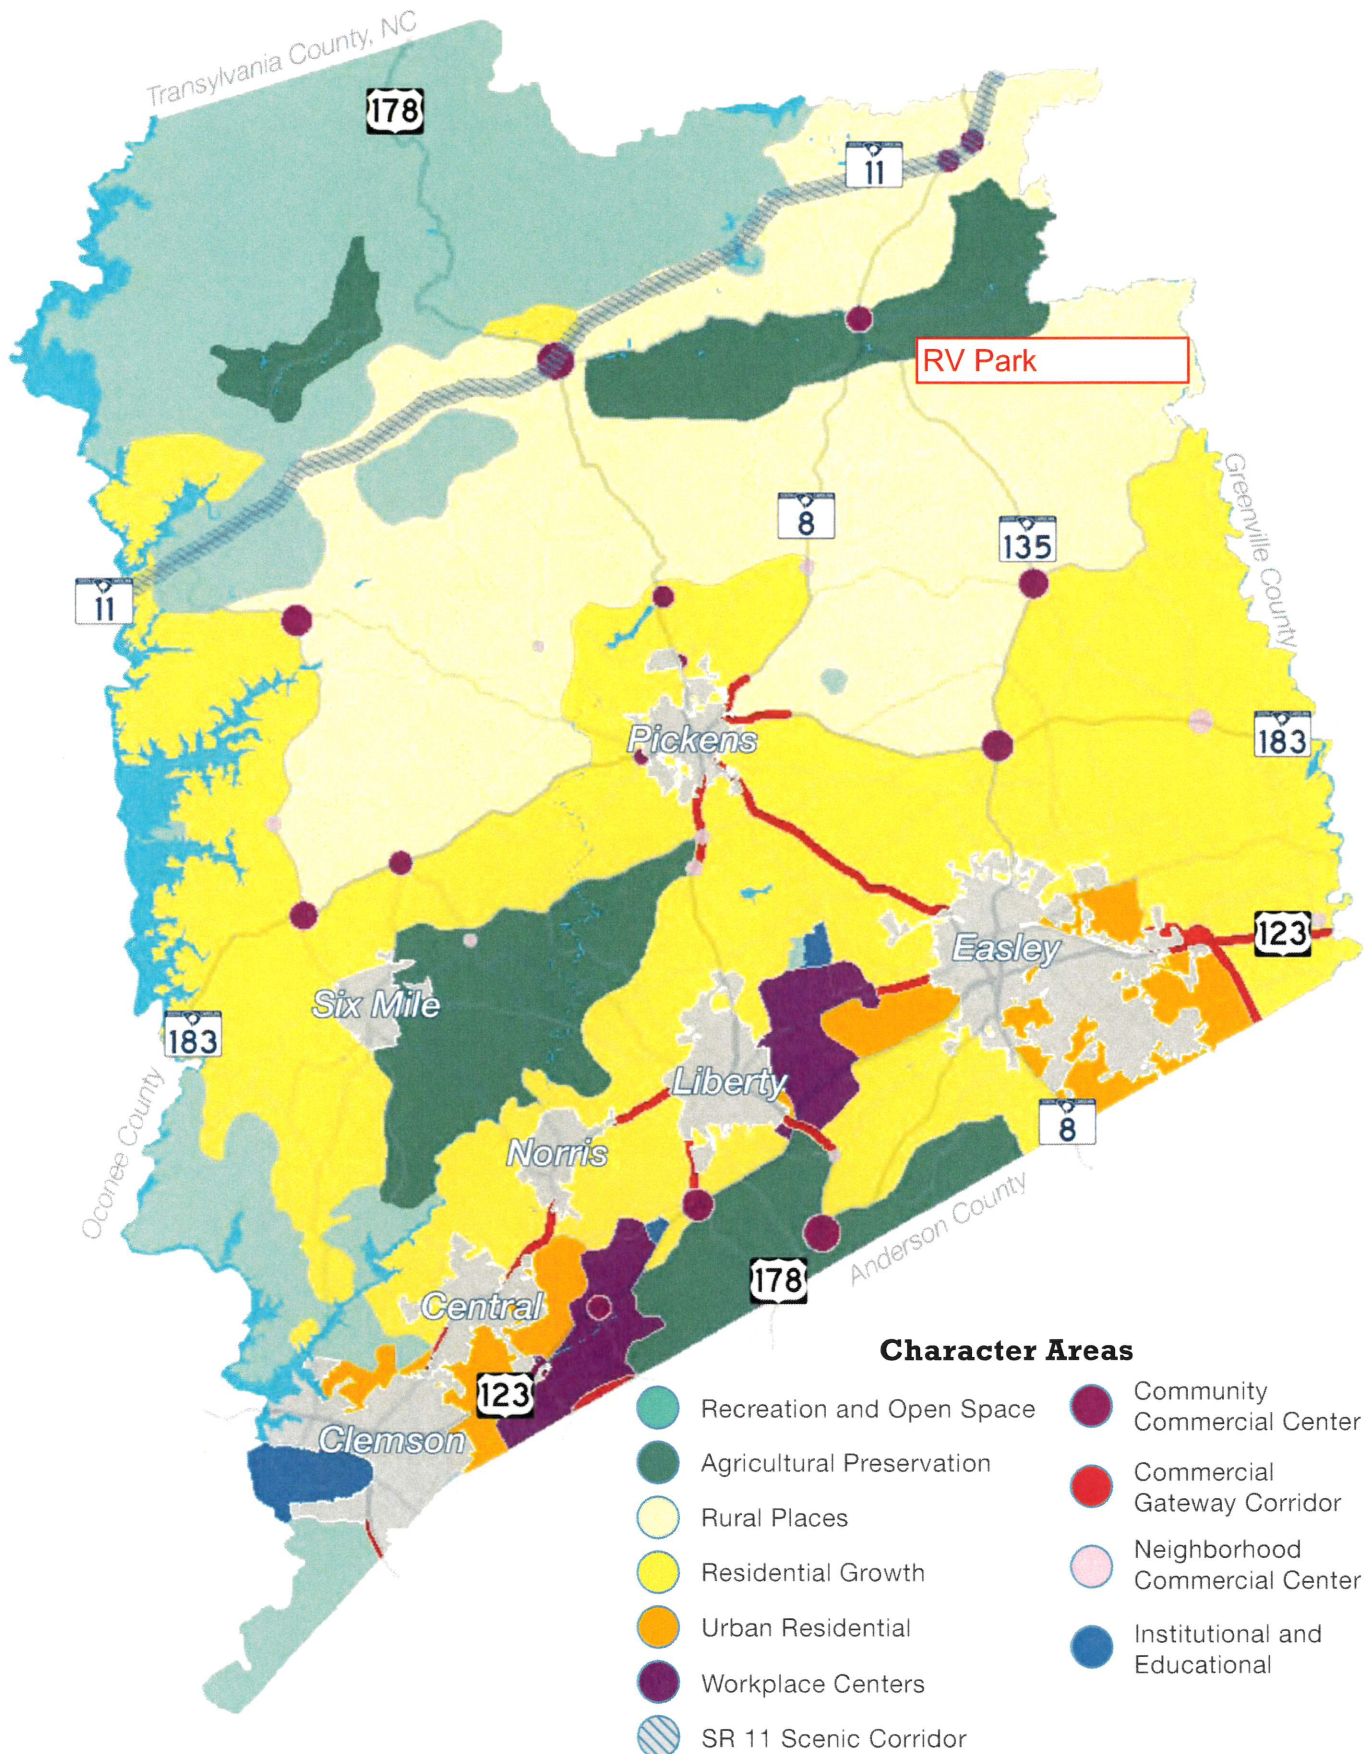 Transylvania County, NC
178
11
RV Park
Greenville County
8
135
11
183
Pickens
Easley
123
Six Mile
183
Liberty
8
Norris
Oconee County
Anderson County
178
Central
123
Clemson
Character Areas
Recreation and Open Space
Agricultural Preservation
Rural Places
Residential Growth
Urban Residential
Workplace Centers
SR 11 Scenic Corridor
Community
Commercial Center
Commercial
Gateway Corridor
Neighborhood
Commercial Center
Institutional and
Educational